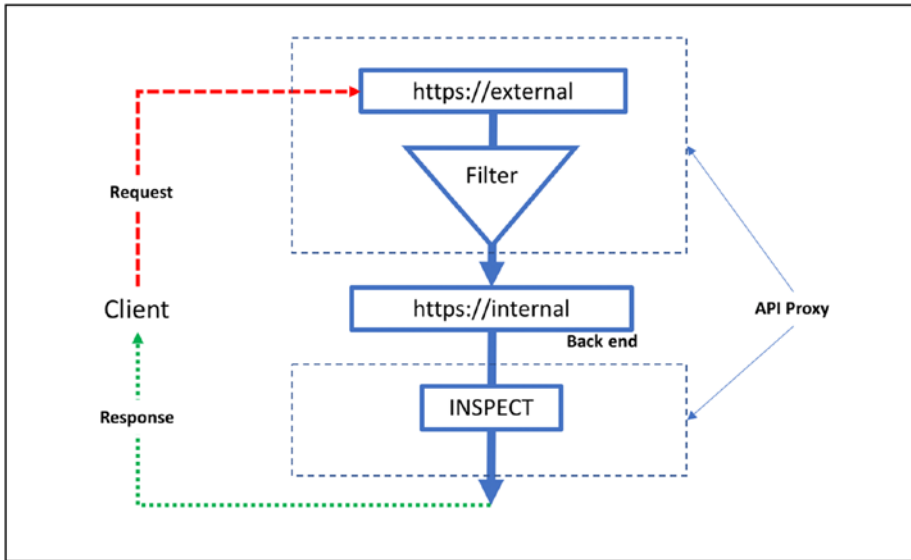 https://external
Filter
Request
Client
https://internal
Back end
API Proxy
INSPECT
Response